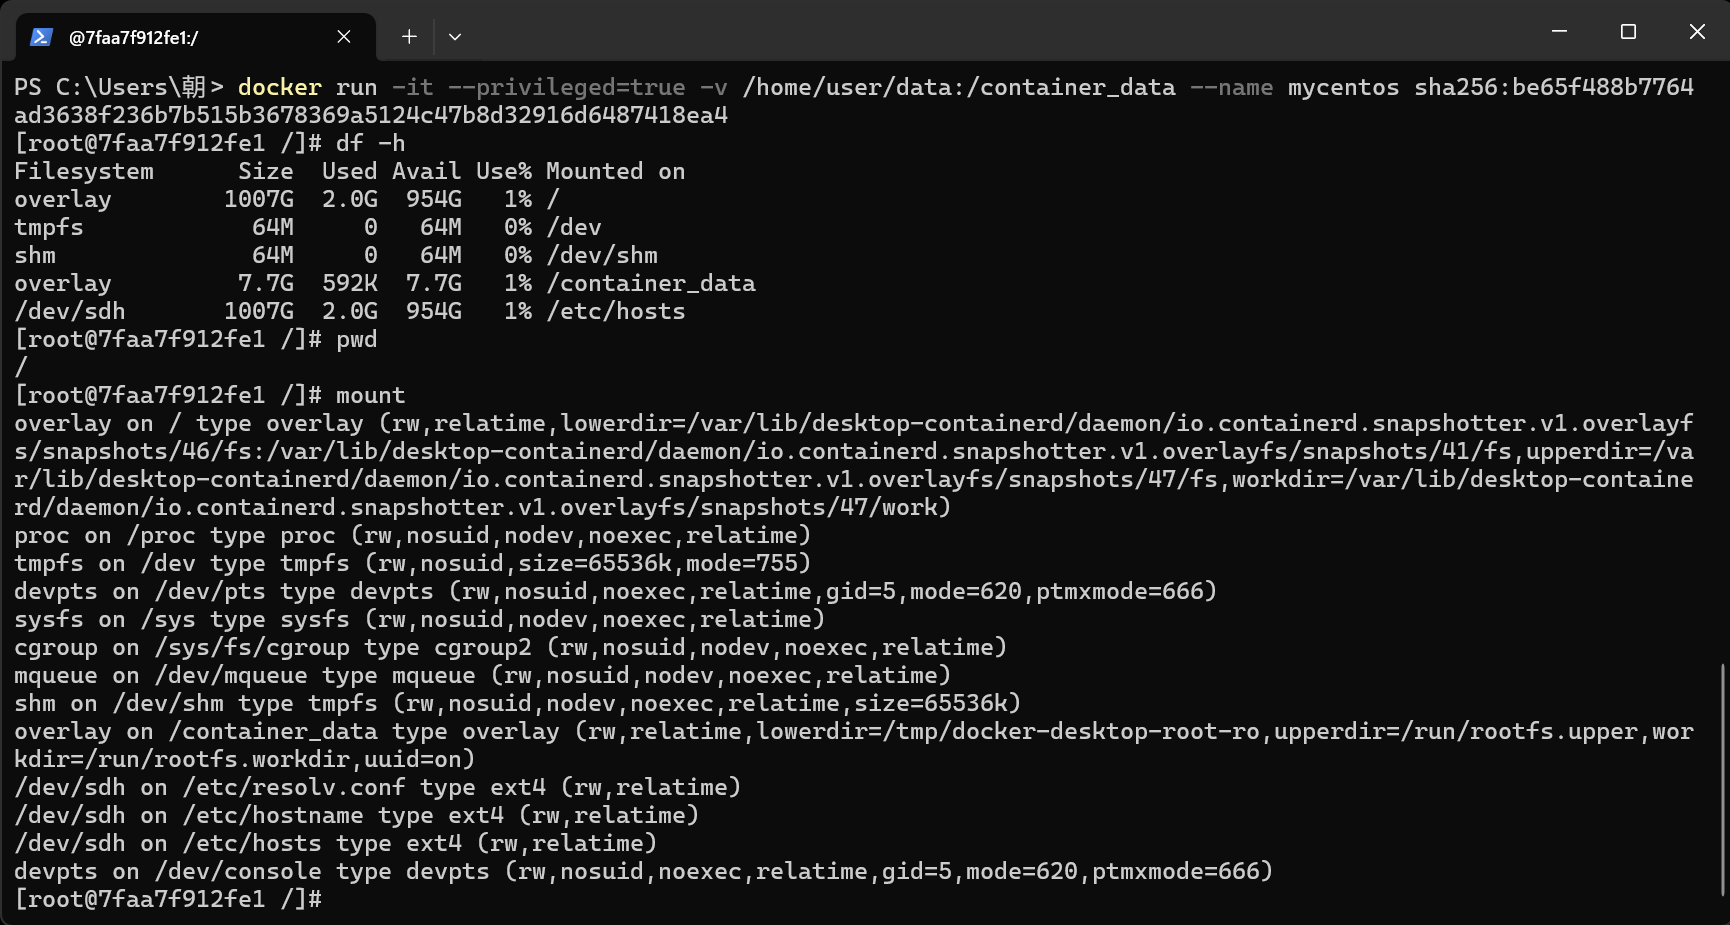 @7faa7f912fe1:/
PS C:\Users\朝> docker run -it --privileged=true -v /home/user/data:/container_data --name mycentos sha256:be65f488b7764
ad3638f236b7b515b3678369a5124c47b8d32916d6487418ea4
[root@7faa7f912fe1 /]# df -h
Filesystem      Size  Used Avail Use% Mounted on
overlay        1007G  2.0G  954G   1% /
tmpfs            64M     0   64M   0% /dev
shm              64M     0   64M   0% /dev/shm
overlay         7.7G  592K  7.7G   1% /container_data
/dev/sdh       1007G  2.0G  954G   1% /etc/hosts
[root@7faa7f912fe1 /]# pwd
/
[root@7faa7f912fe1 /]# mount
overlay on / type overlay (rw,relatime,lowerdir=/var/lib/desktop-containerd/daemon/io.containerd.snapshotter.v1.overlayf
s/snapshots/46/fs:/var/lib/desktop-containerd/daemon/io.containerd.snapshotter.v1.overlayfs/snapshots/41/fs,upperdir=/va
r/lib/desktop-containerd/daemon/io.containerd.snapshotter.v1.overlayfs/snapshots/47/fs,workdir=/var/lib/desktop-containe
rd/daemon/io.containerd.snapshotter.v1.overlayfs/snapshots/47/work)
proc on /proc type proc (rw,nosuid,nodev,noexec,relatime)
tmpfs on /dev type tmpfs (rw,nosuid,size=65536k,mode=755)
devpts on /dev/pts type devpts (rw,nosuid,noexec,relatime,gid=5,mode=620,ptmxmode=666)
sysfs on /sys type sysfs (rw,nosuid,nodev,noexec,relatime)
cgroup on /sys/fs/cgroup type cgroup2 (rw,nosuid,nodev,noexec,relatime)
mqueue on /dev/mqueue type mqueue (rw,nosuid,nodev,noexec,relatime)
shm on /dev/shm type tmpfs (rw,nosuid,nodev,noexec,relatime,size=65536k)
overlay on /container_data type overlay (rw,relatime,lowerdir=/tmp/docker-desktop-root-ro,upperdir=/run/rootfs.upper,wor
kdir=/run/rootfs.workdir,uuid=on)
/dev/sdh on /etc/resolv.conf type ext4 (rw,relatime)
/dev/sdh on /etc/hostname type ext4 (rw,relatime)
/dev/sdh on /etc/hosts type ext4 (rw,relatime)
devpts on /dev/console type devpts (rw,nosuid,noexec,relatime,gid=5,mode=620,ptmxmode=666)
[root@7faa7f912fe1 /]#